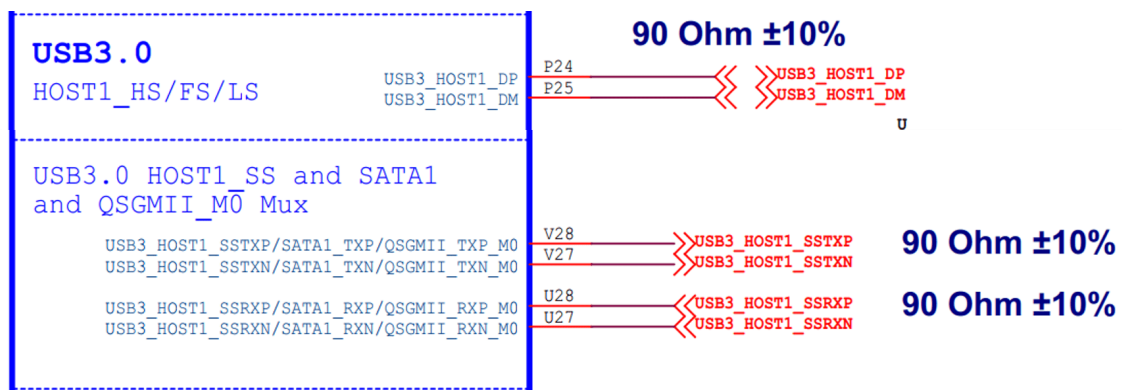 90 Ohm ±10%
USB3.0
HOST1_HS/FS/LS
USB3_HOST1_DP P24 USB3_HOST1_DP
USB3_HOST1_DM P25 USB3_HOST1_DM
U
USB3.0 HOST1_SS and SATA1
and QSGMII_M0 Mux
USB3_HOST1_SSTXP/SATA1_TXP/QSGMII_TXP_M0 V28 USB3_HOST1_SSTXP 90 Ohm ±10%
USB3_HOST1_SSTXN/SATA1_TXN/QSGMII_TXN_M0 V27 USB3_HOST1_SSTXN
USB3_HOST1_SSRXP/SATA1_RXP/QSGMII_RXP_M0 U28 USB3_HOST1_SSRXP 90 Ohm ±10%
USB3_HOST1_SSRXN/SATA1_RXN/QSGMII_RXN_M0 U27 USB3_HOST1_SSRXN